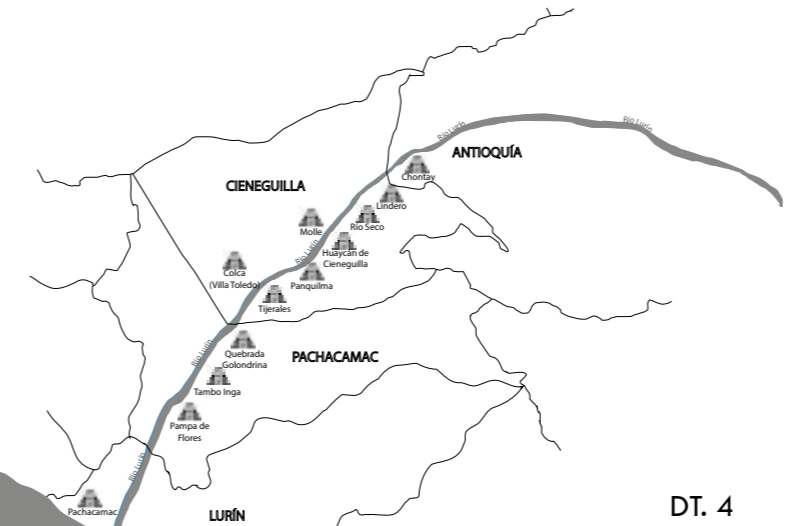 Río Lurín
Río Lurín
ANTIOQUÍA
Chontay
CIENEGUILLA
Lindero
Río Seco
Molle
Río Lurín
Huaycán de
Cieneguilla
Colca
(Villa Toledo)
Panquilma
Tijerales
Río Lurín
Quebrada
Golondrina
PACHACAMAC
Tambo Inga
Pampa de
Flores
Río Lurín
Pachacamac
LURÍN
DT. 4